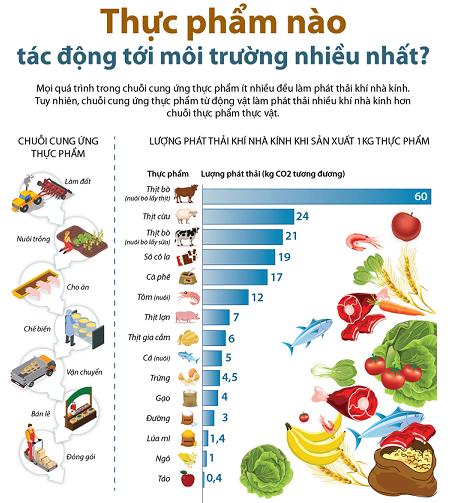 Thực phẩm nào
tác động tới môi trường nhiều nhất?
Mọi quá trình trong chuỗi cung ứng thực phẩm ít nhiều đều làm phát thải khí nhà kính.
Tuy nhiên, chuỗi cung ứng thực phẩm từ động vật làm phát thải nhiều khí nhà kính hơn
chuỗi thực phẩm thực vật.
CHUỖI CUNG ỨNG
THỰC PHẨM
Làm đất
Nuôi trồng
Cho ăn
Chế biến
Vận chuyển
Bán lẻ
Đóng gói
LƯỢNG PHÁT THẢI KHÍ NHÀ KÍNH KHI SẢN XUẤT 1KG THỰC PHẨM
Thực phẩm Lượng phát thải (kg CO2 tương đương)
Thịt bò
(nuôi bò lấy thịt) 60
Thịt cừu 24
Thịt bò
(nuôi bò lấy sữa) 21
Sô cô la 19
Cà phê 17
Tôm (nuôi) 12
Thịt lợn 7
Thịt gia cầm 6
Cá (nuôi) 5
Trứng 4,5
Gạo 4
Đường 3
Lúa mì 1,4
Ngô 1
Táo 0,4